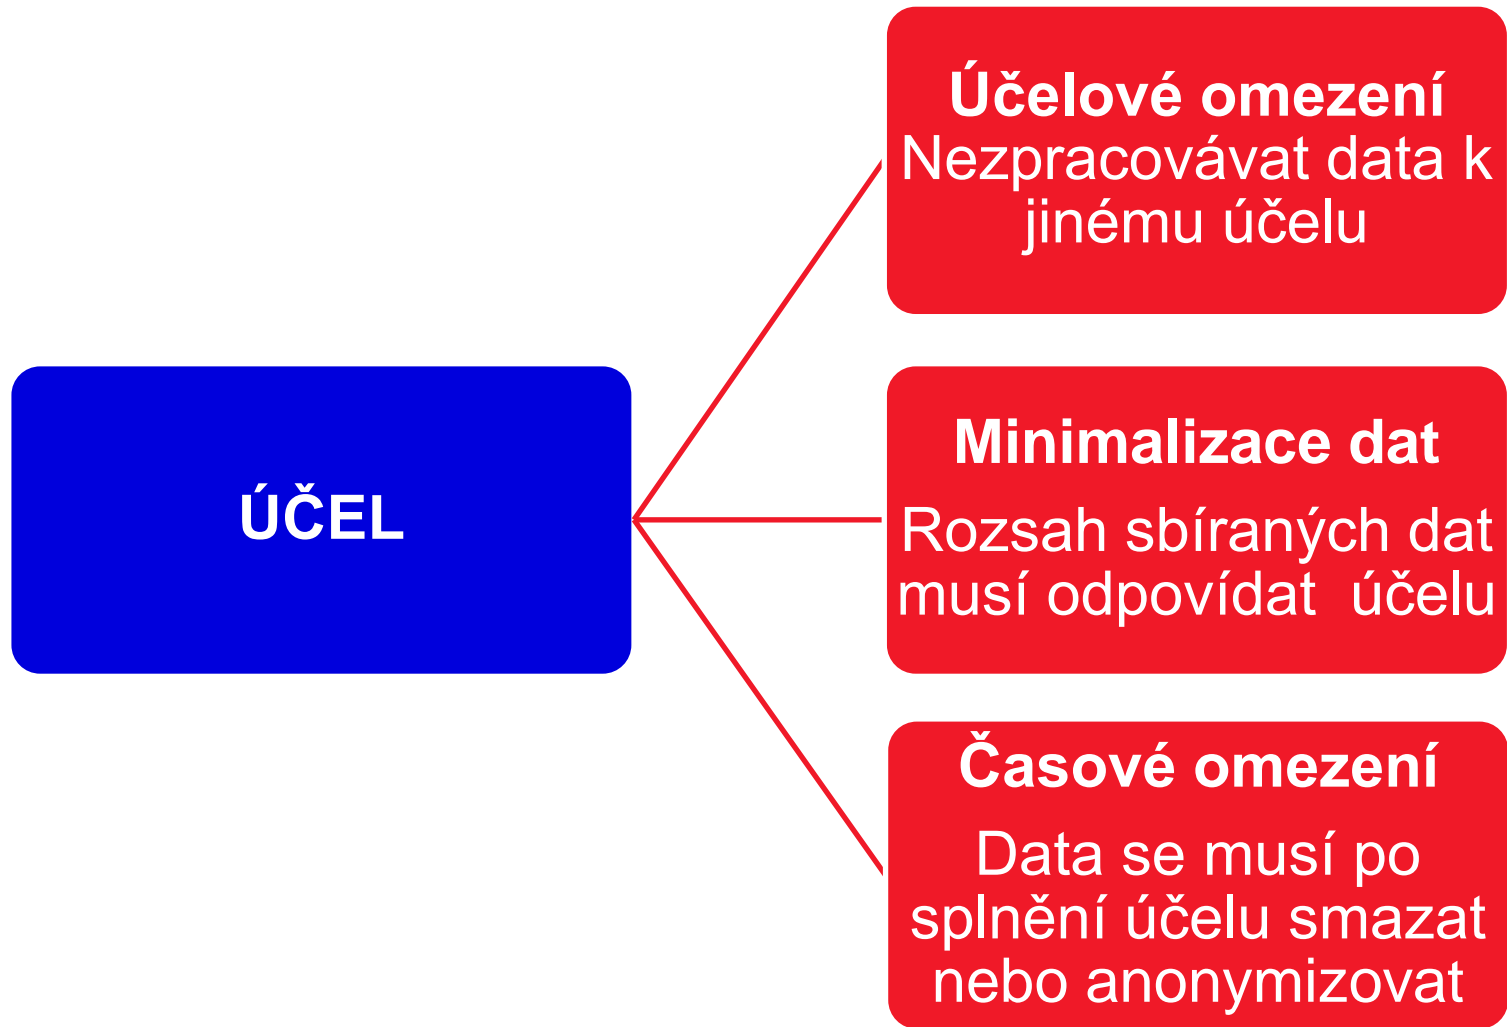 ÚČEL
Účelové omezení
Nezpracovávat data k
jinému účelu
Minimalizace dat
Rozsah sbíraných dat
musí odpovídat  účelu
Časové omezení
Data se musí po
splnění účelu smazat
nebo anonymizovat